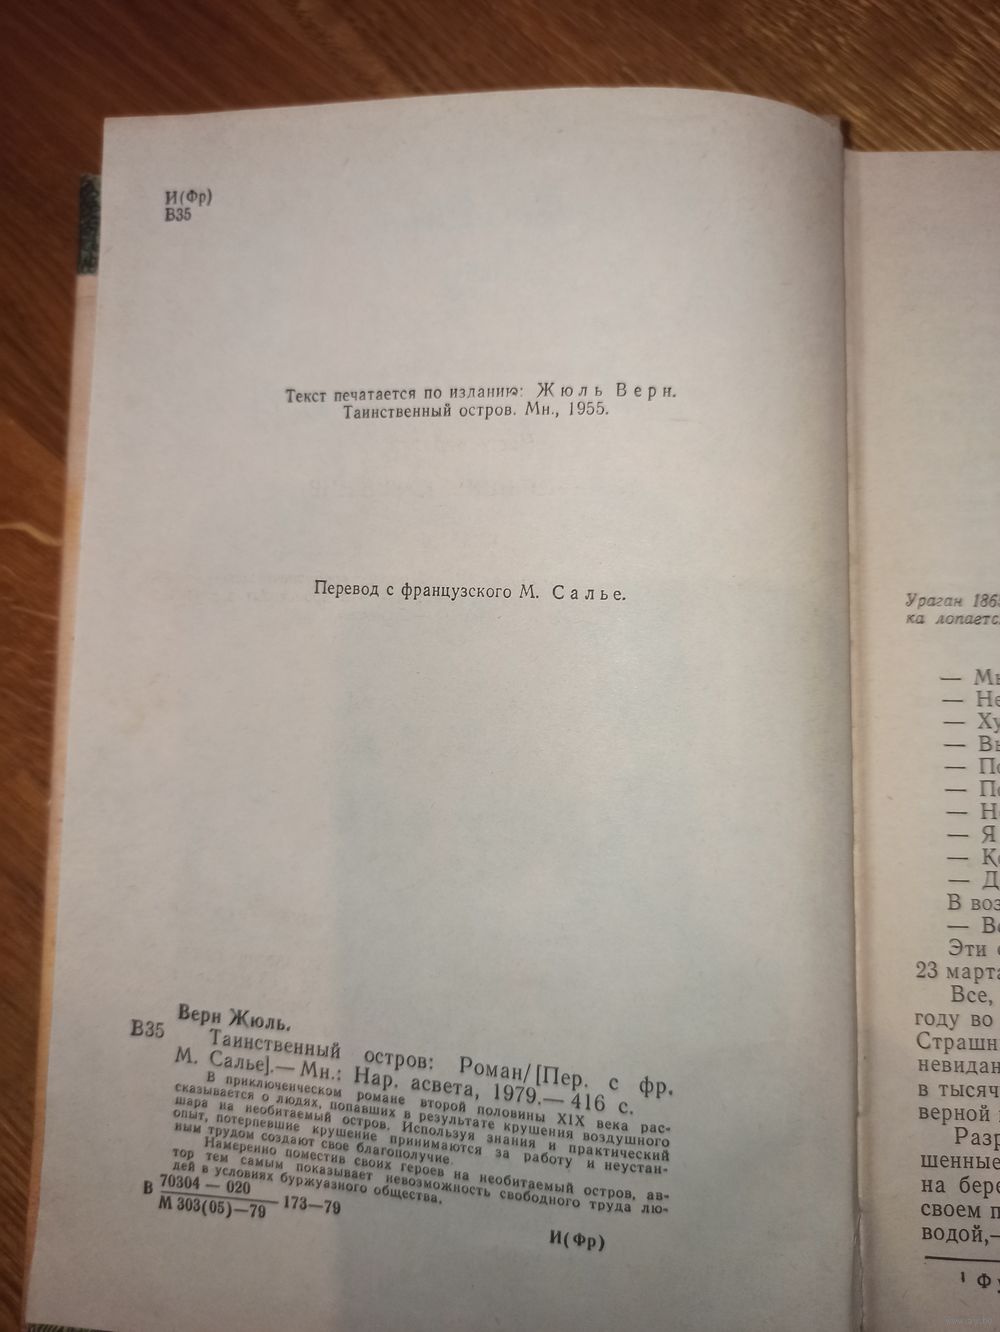 И(Фр)
В35
Текст печатается по изданию: Жюль Верн.
Таинственный остров. Мн., 1955.
Перевод с французского М. Салье.
Верн Жюль.
В35 Таинственный остров: Роман/[Пер. с фр.
М. Салье].— Мн.: Нар. асвета, 1979.— 416 с.
В приключенческом романе второй половины XIX века рас-
сказывается о людях, попавших в результате крушения воздушного
шара на необитаемый остров. Используя знания и практический
опыт, потерпевшие крушение принимаются за работу и неустан-
ным трудом создают свое благополучие.
Намеренно поместив своих героев на необитаемый остров, ав-
тор тем самым показывает невозможность свободного труда лю-
дей в условиях буржуазного общества.
В 70304 — 020
М 303(05)—79 173—79
И(Фр)
Ураган
ка лопаетс
—
—
—
—
—
—
—
— Я
—
—
В воз
—
Эти
23 марта
Все,
году во
Страшн
невидан
в тысяч
верной
Разр
шенные
на бере
своем п
водой,—
¹ Ф